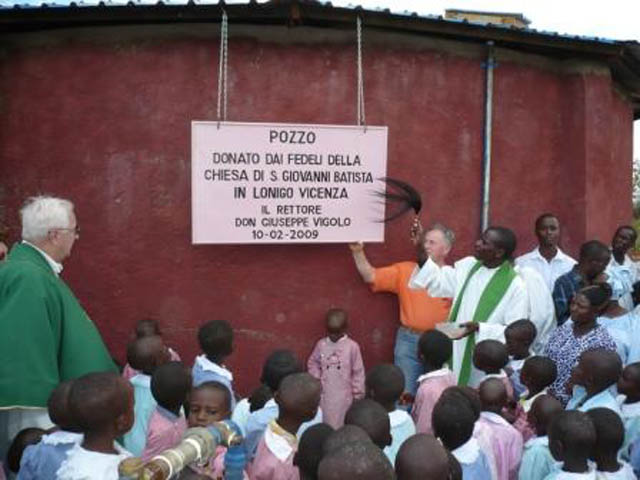 POZZO
DONATO DAI FEDELI DELLA
CHIESA DI S. GIOVANNI BATISTA
IN LONIGO VICENZA
IL RETTORE
DON GIUSEPPE VIGOLO
10-02-2009